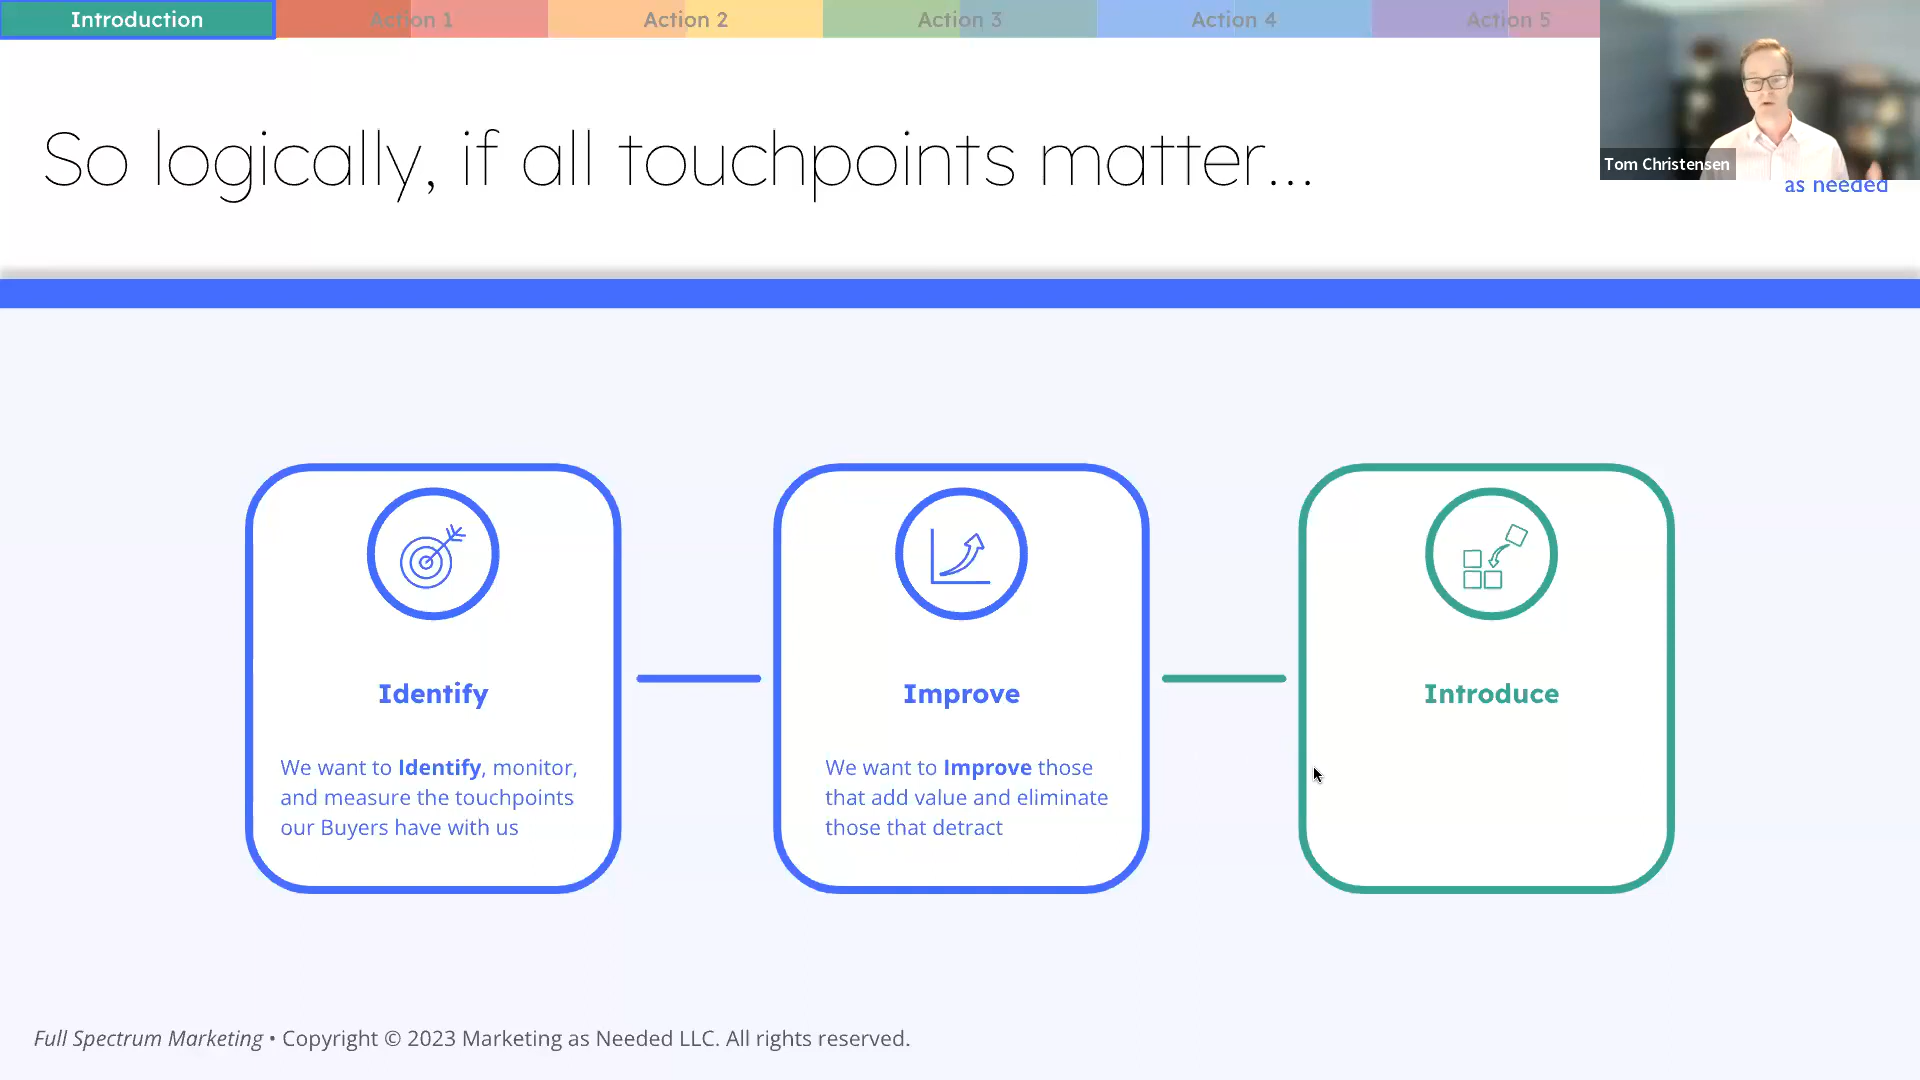 Introduction
Action 1
Action 2
Action 3
Action 4
Action 5
So logically, if all touchpoints matter...
Tom Christensen
as needed
Identify
Improve
Introduce
We want to Identify, monitor,
and measure the touchpoints
our Buyers have with us
We want to Improve those
that add value and eliminate
those that detract
Full Spectrum Marketing • Copyright © 2023 Marketing as Needed LLC. All rights reserved.